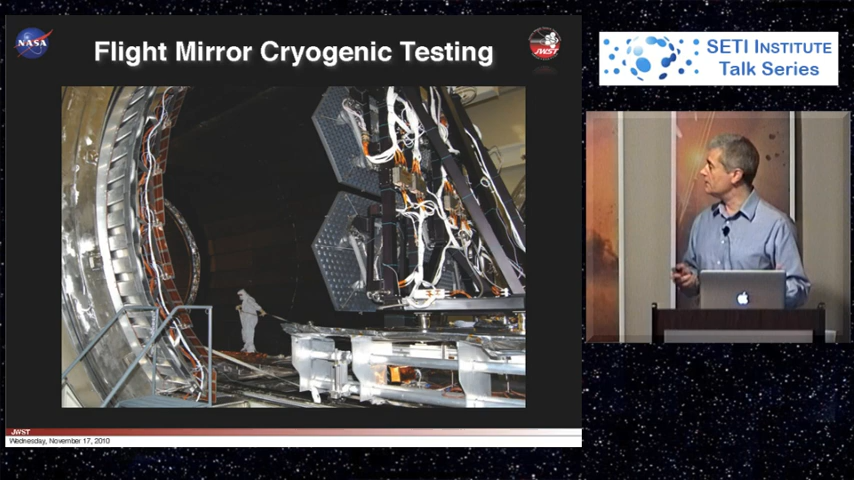 NASA
Flight Mirror Cryogenic Testing
JWST
SETI INSTITUTE
Talk Series
JWST
Wednesday, November 17, 2010